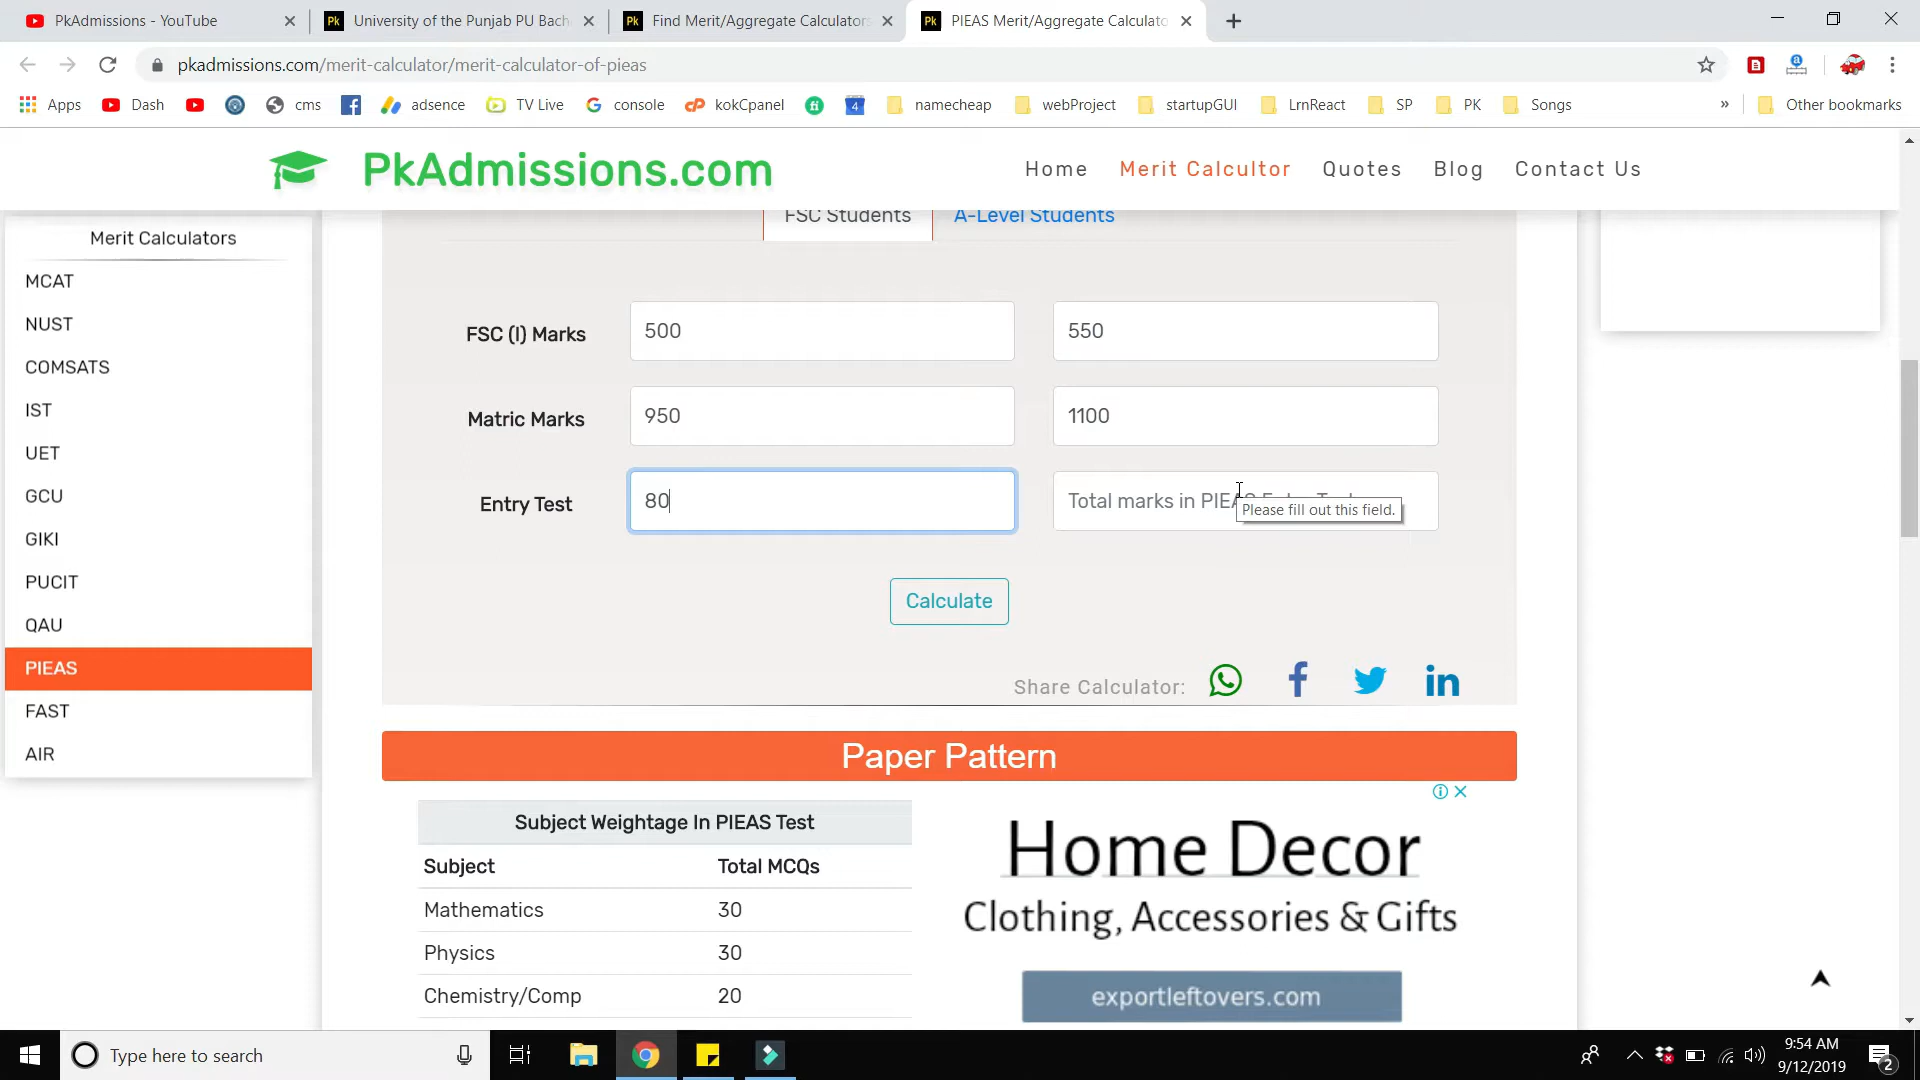 PkAdmissions - YouTube
University of the Punjab PU Bach
Find Merit/Aggregate Calculators
PIEAS Merit/Aggregate Calculato
pkadmissions.com/merit-calculator/merit-calculator-of-pieas
Apps
Dash
cms
adsence
TV Live
console
kokCpanel
4
namecheap
webProject
startupGUI
LrnReact
SP
PK
Songs
»
Other bookmarks
PkAdmissions.com
Home
Merit Calcultor
Quotes
Blog
Contact Us
Merit Calculators
MCAT
NUST
COMSATS
IST
UET
GCU
GIKI
PUCIT
QAU
PIEAS
FAST
AIR
FSC Students
A-Level Students
FSC (I) Marks
500
550
Matric Marks
950
1100
Entry Test
80
Total marks in PIEAS
Please fill out this field.
Calculate
Share Calculator:
Paper Pattern
Subject Weightage In PIEAS Test
Subject Total MCQs
Mathematics 30
Physics 30
Chemistry/Comp 20
Home Decor
Clothing, Accessories & Gifts
exportleftovers.com
Type here to search
9:54 AM
9/12/2019
2